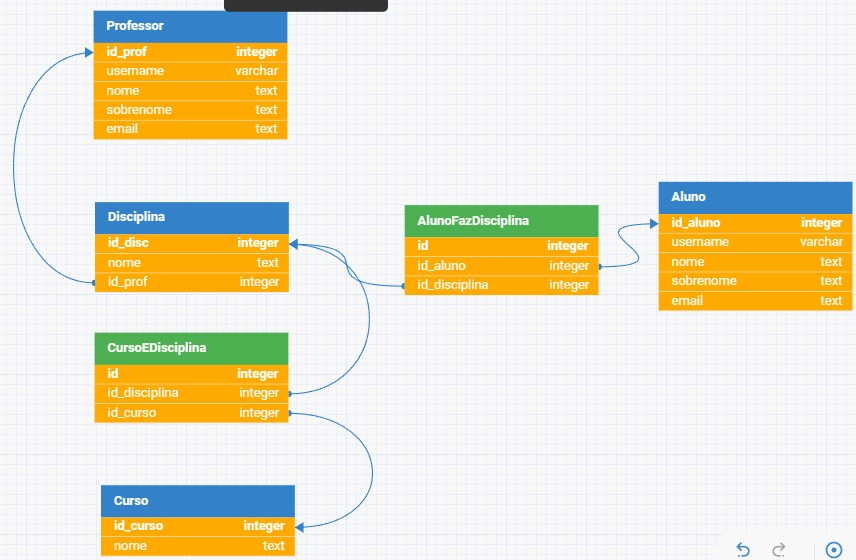 Professor
id_prof integer
username varchar
nome text
sobrenome text
email text
Disciplina
id_disc integer
nome text
id_prof integer
AlunoFazDisciplina
id integer
id_aluno integer
id_disciplina integer
Aluno
id_aluno integer
username varchar
nome text
sobrenome text
email text
CursoEDisciplina
id integer
id_disciplina integer
id_curso integer
Curso
id_curso integer
nome text